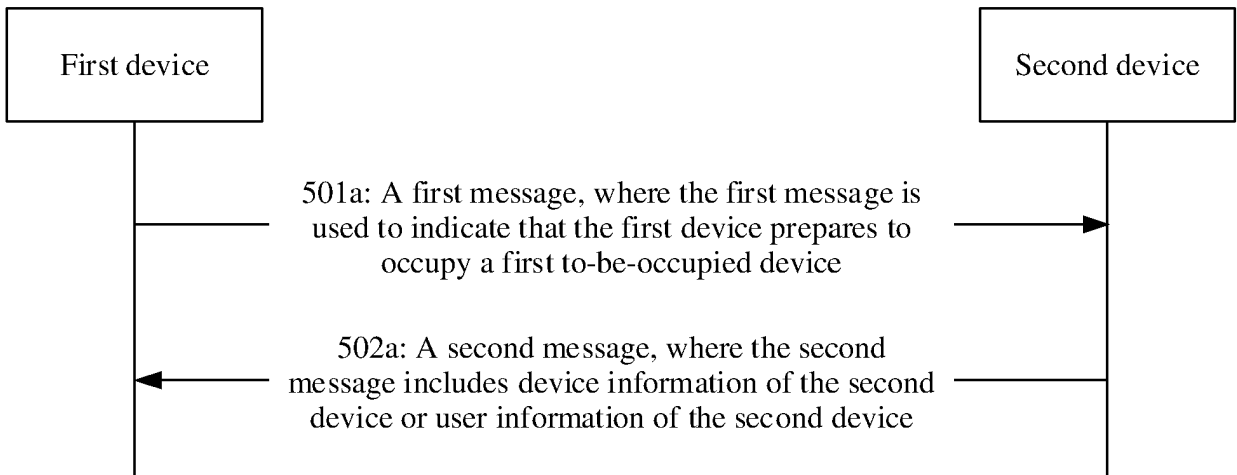 First device
Second device
501a: A first message, where the first message is
used to indicate that the first device prepares to
occupy a first to-be-occupied device
502a: A second message, where the second
message includes device information of the second
device or user information of the second device